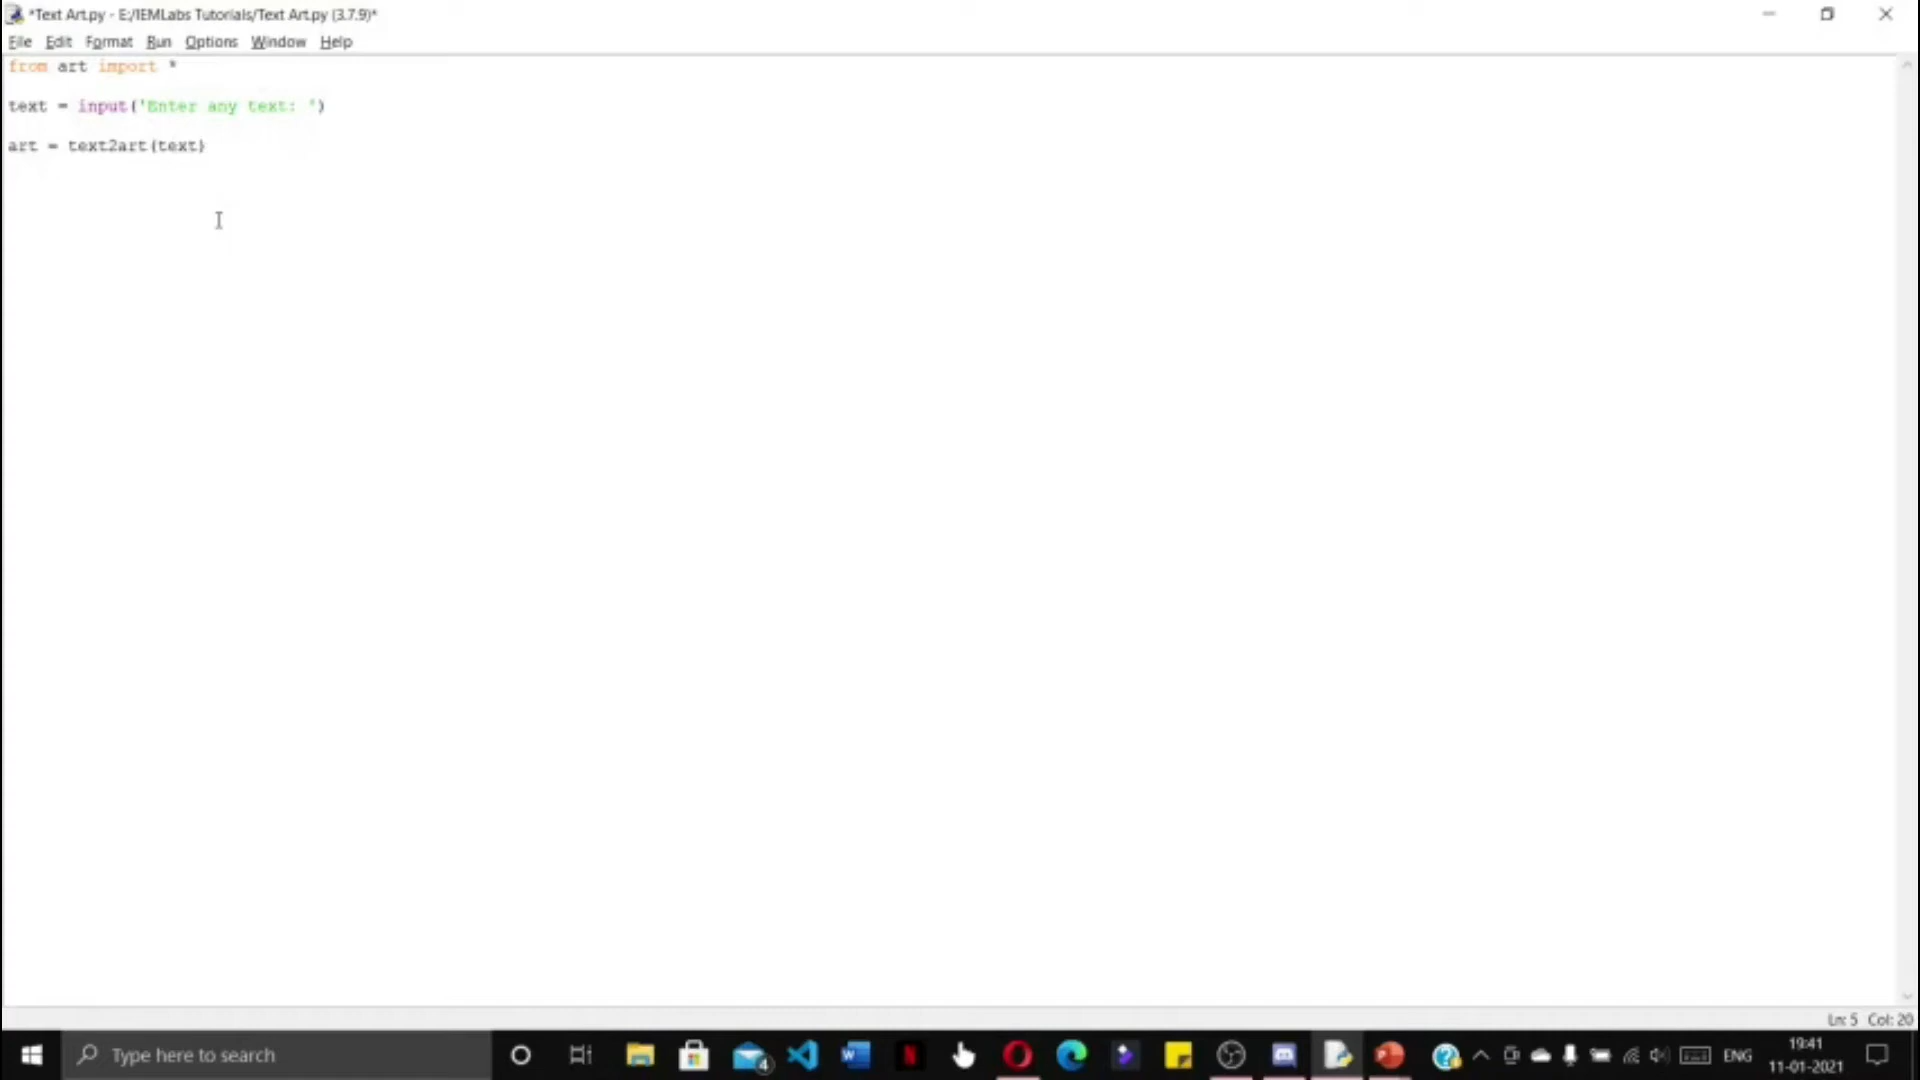 *Text Art.py - E:/IEMLabs Tutorials/Text Art.py (3.7.9)*
File Edit Format Run Options Window Help
from art import *
text = input('Enter any text: ')
art = text2art(text)
Ln: 5 Col: 20
Type here to search
4
ENG
19:41
11-01-2021